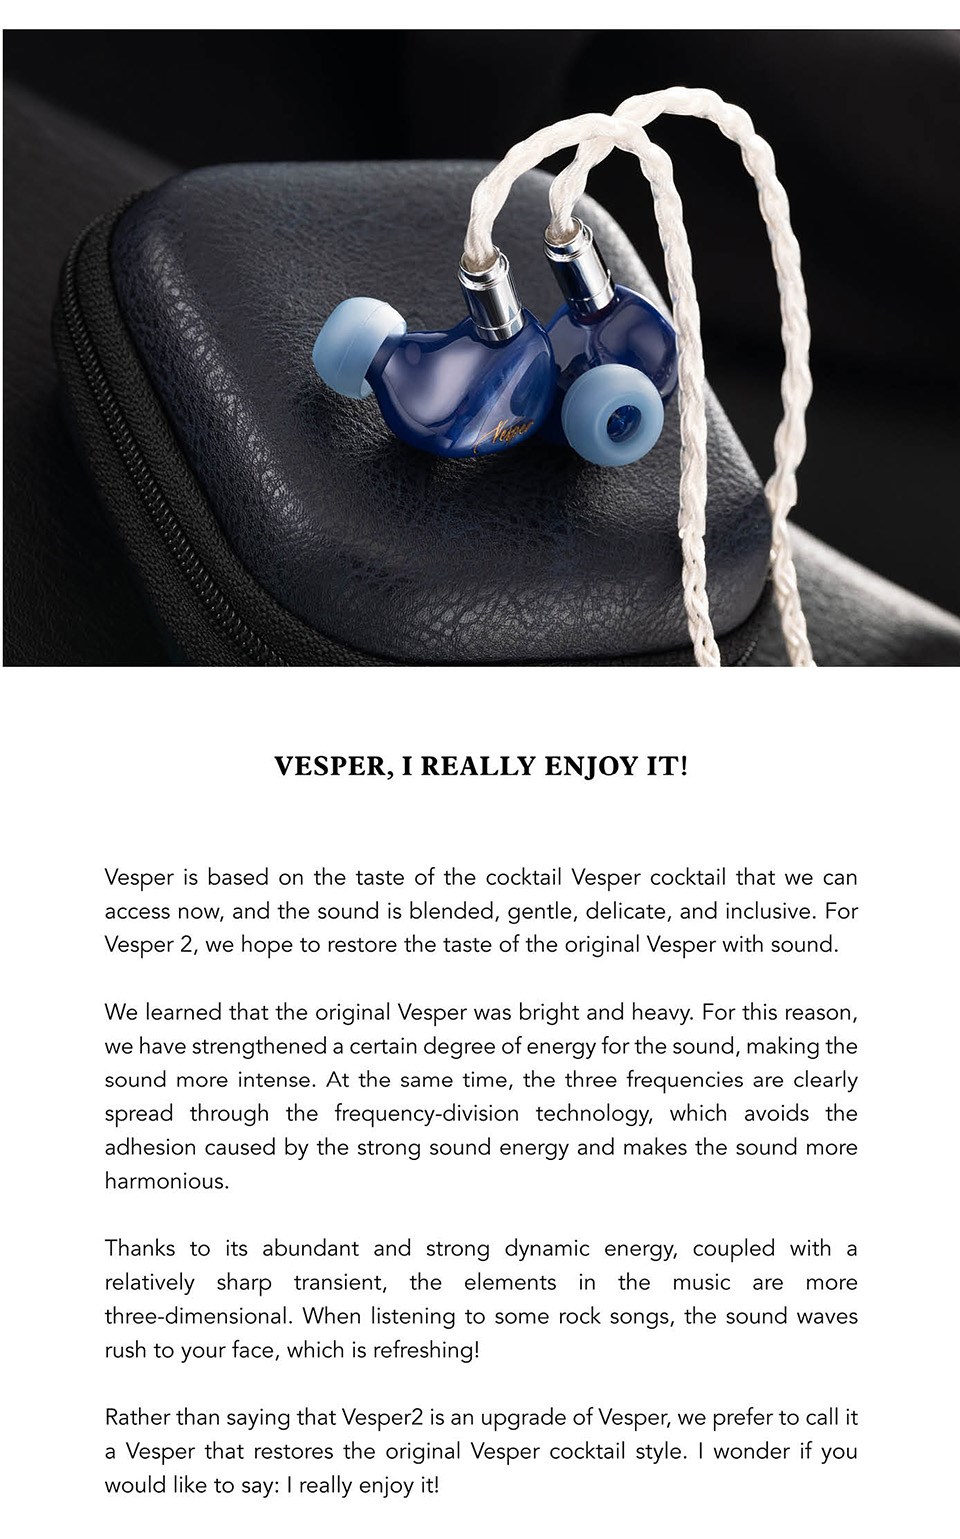 Vesper
VESPER, I REALLY ENJOY IT!
Vesper is based on the taste of the cocktail Vesper cocktail that we can
access now, and the sound is blended, gentle, delicate, and inclusive. For
Vesper 2, we hope to restore the taste of the original Vesper with sound.
We learned that the original Vesper was bright and heavy. For this reason,
we have strengthened a certain degree of energy for the sound, making the
sound more intense. At the same time, the three frequencies are clearly
spread through the frequency-division technology, which avoids the
adhesion caused by the strong sound energy and makes the sound more
harmonious.
Thanks to its abundant and strong dynamic energy, coupled with a
relatively sharp transient, the elements in the music are more
three-dimensional. When listening to some rock songs, the sound waves
rush to your face, which is refreshing!
Rather than saying that Vesper2 is an upgrade of Vesper, we prefer to call it
a Vesper that restores the original Vesper cocktail style. I wonder if you
would like to say: I really enjoy it!